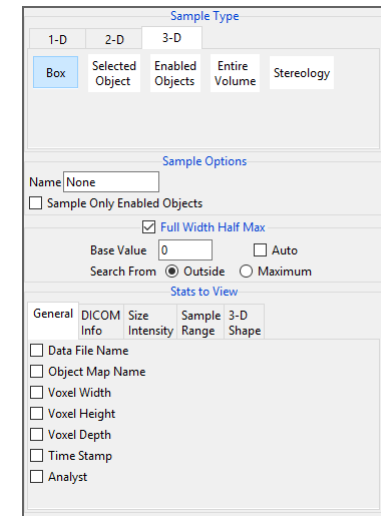 Sample Type
1-D 2-D 3-D
Box Selected Enabled Entire Stereology
Object Objects Volume
Sample Options
Name None
Sample Only Enabled Objects
Full Width Half Max
Base Value 0 Auto
Search From Outside Maximum
Stats to View
General DICOM Size Sample 3-D
Info Intensity Range Shape
Data File Name
Object Map Name
Voxel Width
Voxel Height
Voxel Depth
Time Stamp
Analyst